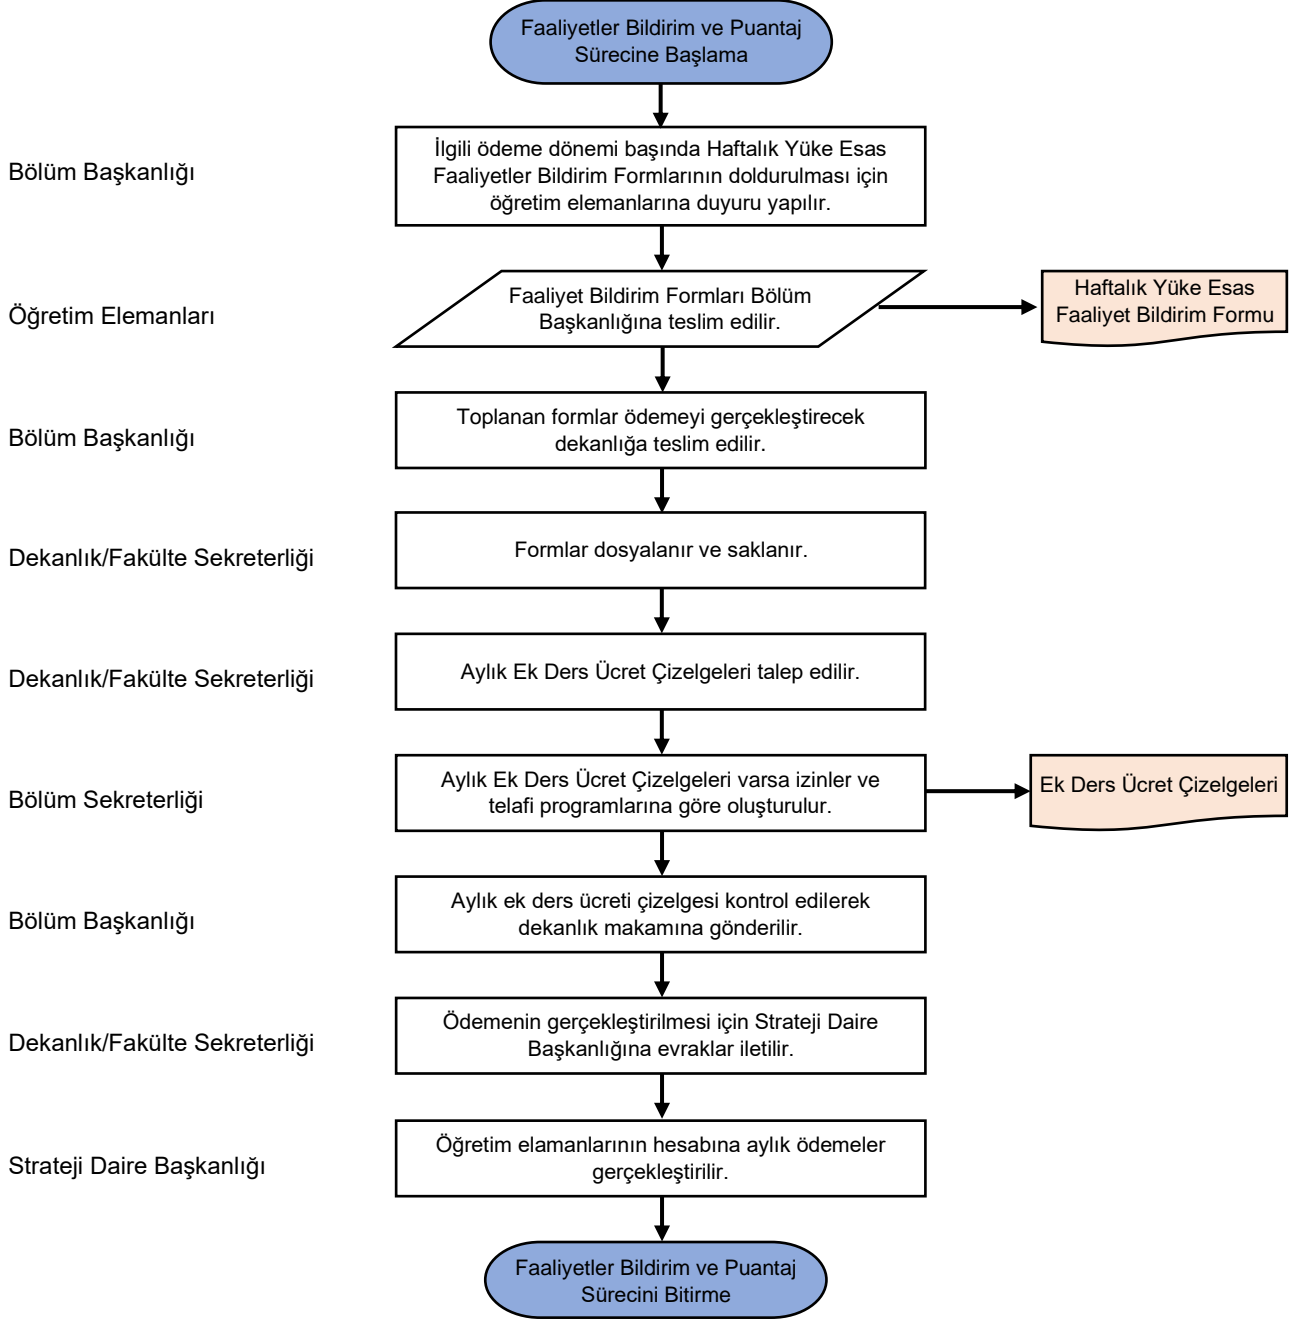 Faaliyetler Bildirim ve Puantaj
Sürecine Başlama
Bölüm Başkanlığı
İlgili ödeme dönemi başında Haftalık Yüke Esas
Faaliyetler Bildirim Formlarının doldurulması için
öğretim elemanlarına duyuru yapılır.
Öğretim Elemanları
Faaliyet Bildirim Formları Bölüm
Başkanlığına teslim edilir.
Haftalık Yüke Esas
Faaliyet Bildirim Formu
Bölüm Başkanlığı
Toplanan formlar ödemeyi gerçekleştirecek
dekanlığa teslim edilir.
Dekanlık/Fakülte Sekreterliği
Formlar dosyalanır ve saklanır.
Dekanlık/Fakülte Sekreterliği
Aylık Ek Ders Ücret Çizelgeleri talep edilir.
Bölüm Sekreterliği
Aylık Ek Ders Ücret Çizelgeleri varsa izinler ve
telafi programlarına göre oluşturulur.
Ek Ders Ücret Çizelgeleri
Bölüm Başkanlığı
Aylık ek ders ücreti çizelgesi kontrol edilerek
dekanlık makamına gönderilir.
Dekanlık/Fakülte Sekreterliği
Ödemenin gerçekleştirilmesi için Strateji Daire
Başkanlığına evraklar iletilir.
Strateji Daire Başkanlığı
Öğretim elamanlarının hesabına aylık ödemeler
gerçekleştirilir.
Faaliyetler Bildirim ve Puantaj
Sürecini Bitirme